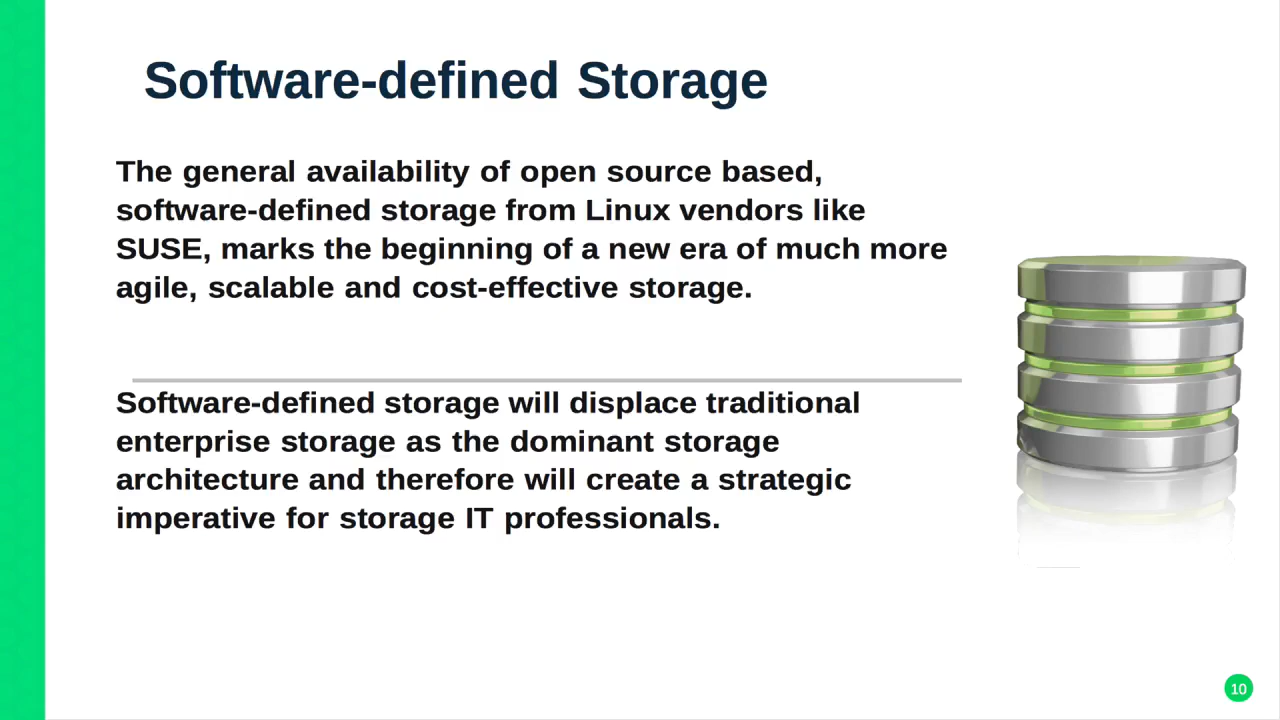 Software-defined Storage
The general availability of open source based,
software-defined storage from Linux vendors like
SUSE, marks the beginning of a new era of much more
agile, scalable and cost-effective storage.
Software-defined storage will displace traditional
enterprise storage as the dominant storage
architecture and therefore will create a strategic
imperative for storage IT professionals.
10